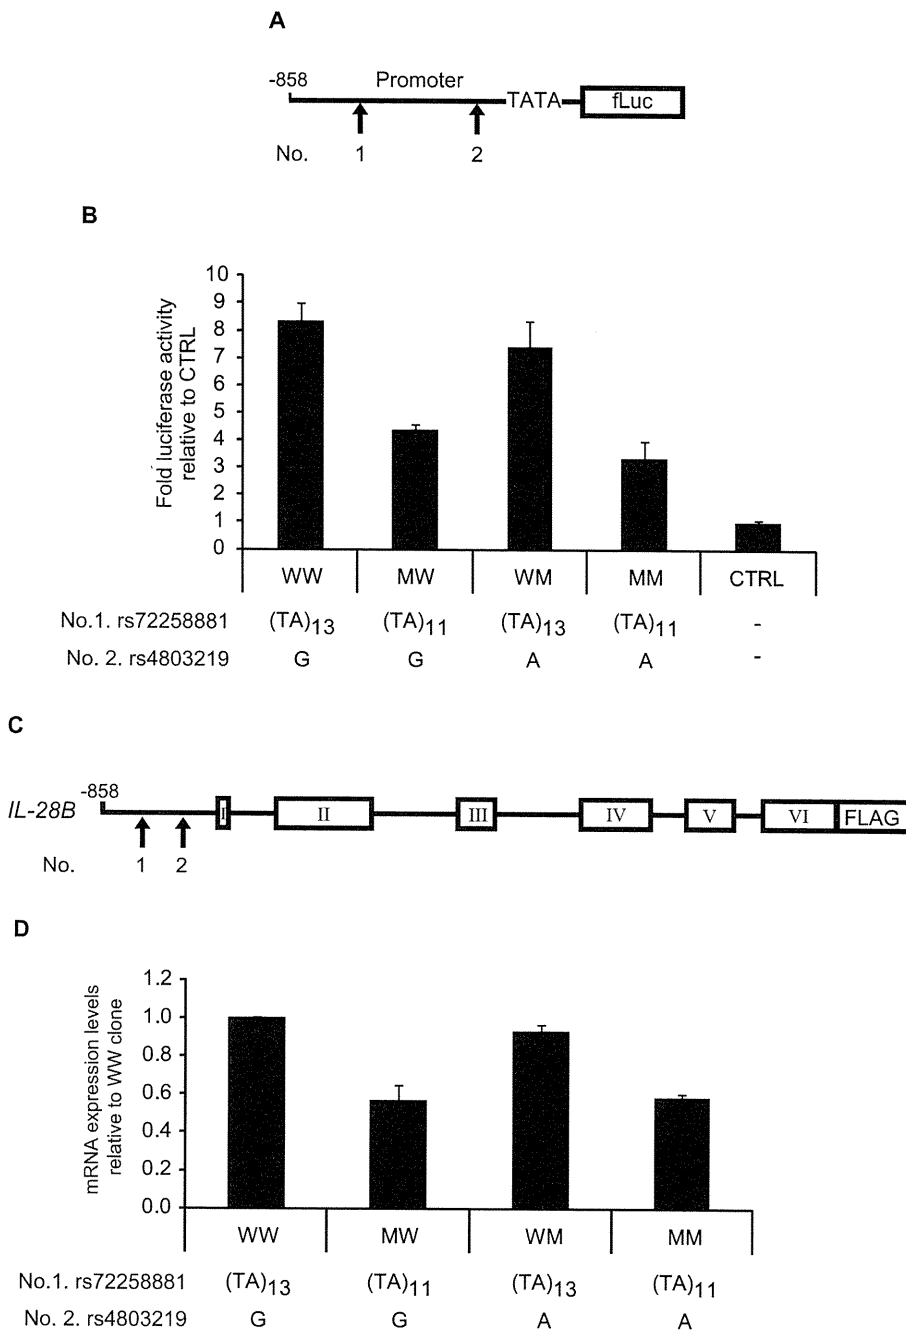 A
-858 Promoter
TATA fLuc
No. 1 2
B
Fold luciferase activity
relative to CTRL
10
9
8
7
6
5
4
3
2
1
0
WW MW WM MM CTRL
No.1. rs72258881 (TA)13 (TA)11 (TA)13 (TA)11 -
No. 2. rs4803219 G G A A -
C
-858
IL-28B I II III IV V VI FLAG
No. 1 2
D
mRNA expression levels
relative to WW clone
1.2
1.0
0.8
0.6
0.4
0.2
0.0
WW MW WM MM
No.1. rs72258881 (TA)13 (TA)11 (TA)13 (TA)11
No. 2. rs4803219 G G A A